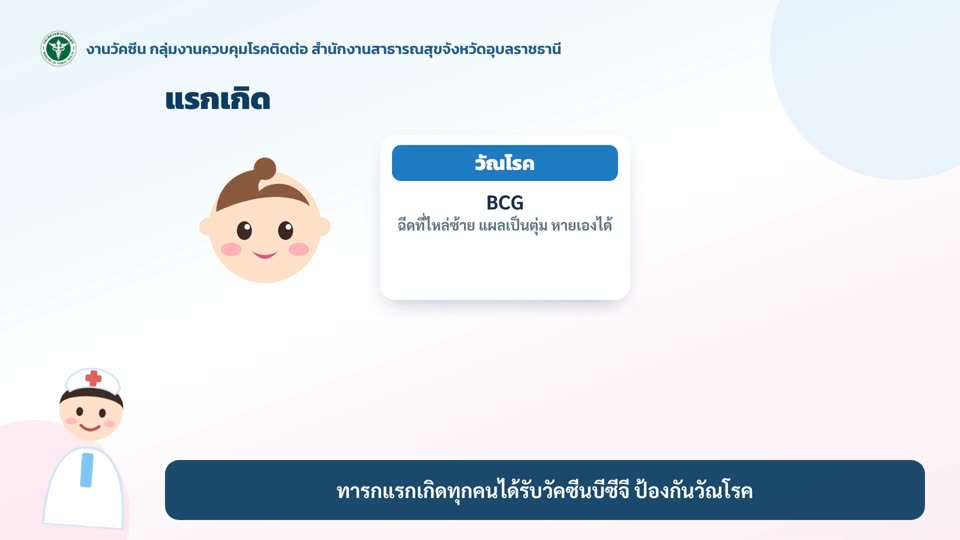 งานวัคซีน กลุ่มงานควบคุมโรคติดต่อ สำนักงานสาธารณสุขจังหวัดอุบลราชธานี
แรกเกิด
วัณโรค
BCG
ฉีดที่ไหล่ซ้าย แผลเป็นตุ่ม หายเองได้
ทารกแรกเกิดทุกคนได้รับวัคซีนบีซีจี ป้องกันวัณโรค